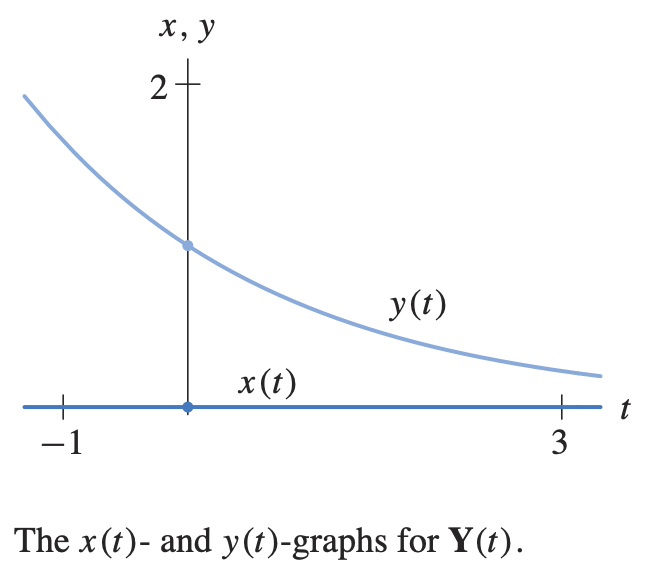 x, y
2
y(t)
x(t)
t
−1
3
The x(t)- and y(t)-graphs for Y(t).